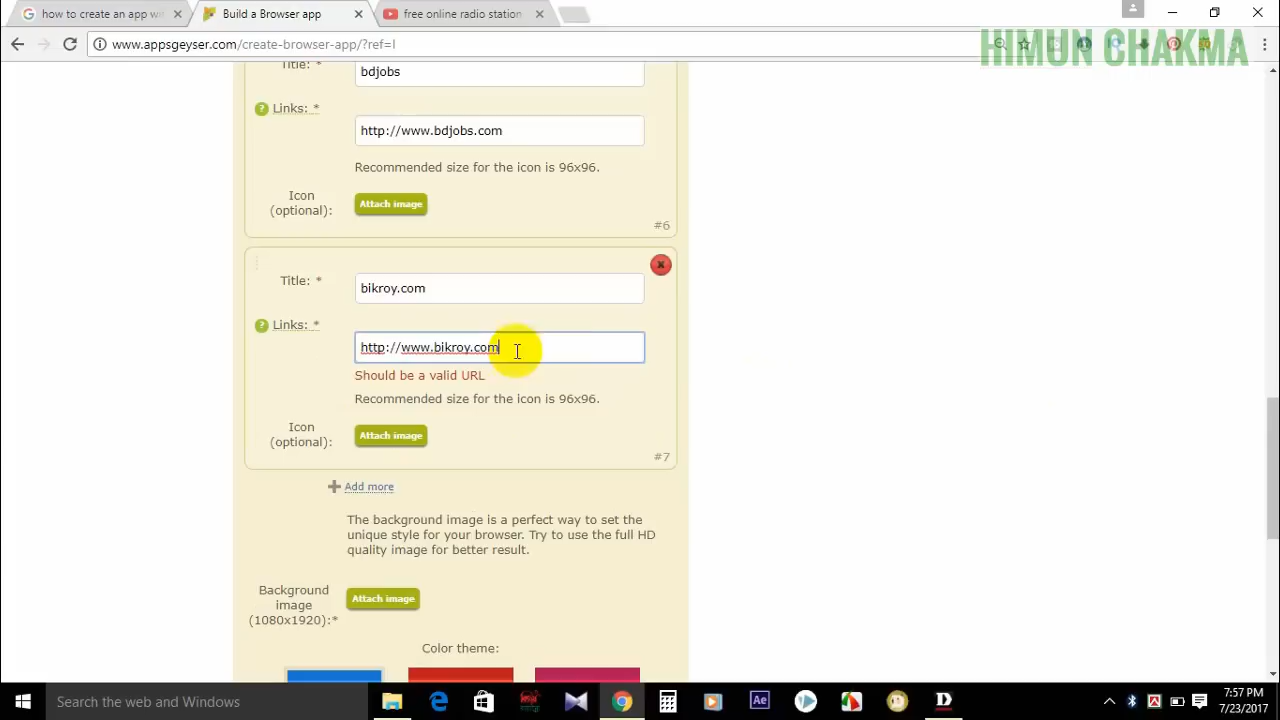 how to create an app wit
Build a Browser app
free online radio station
www.appsgeyser.com/create-browser-app/?ref=l
HIMUN CHAKMA
Title: *
bdjobs
? Links: *
http://www.bdjobs.com
Recommended size for the icon is 96x96.
Icon
(optional):
Attach image
#6
Title: *
bikroy.com
? Links: *
http://www.bikroy.com
Should be a valid URL
Recommended size for the icon is 96x96.
Icon
(optional):
Attach image
#7
Add more
The background image is a perfect way to set the
unique style for your browser. Try to use the full HD
quality image for better result.
Background
image
(1080x1920):*
Attach image
Color theme:
Search the web and Windows
Ae
D
7:57 PM
7/23/2017